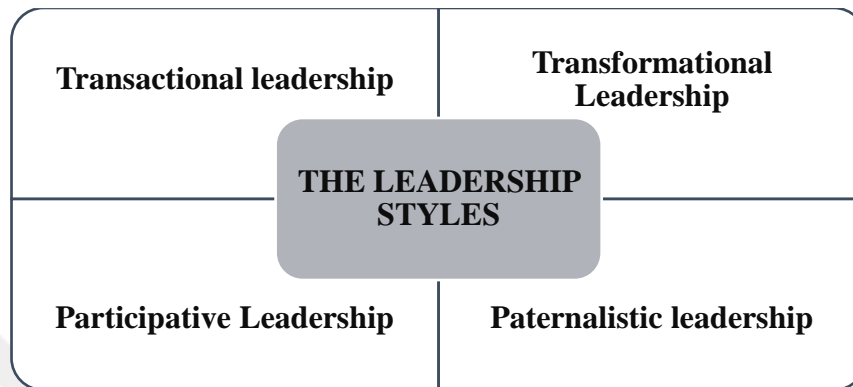 Transactional leadership
Transformational
Leadership
THE LEADERSHIP
STYLES
Participative Leadership
Paternalistic leadership